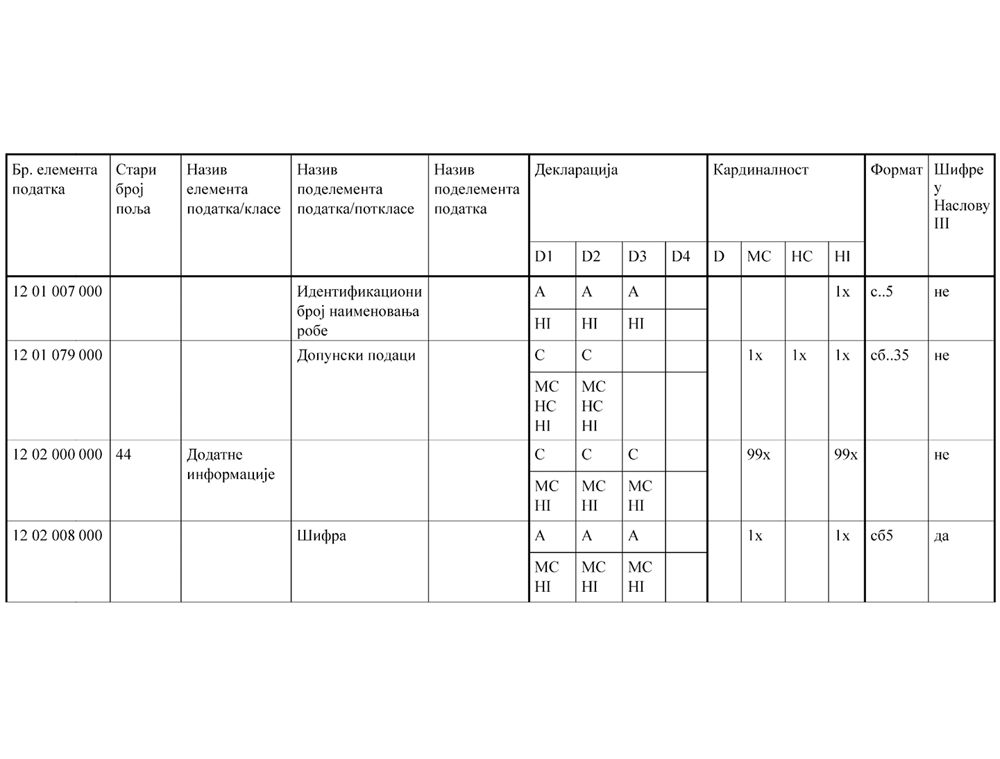 Бр. елемента
податка
Стари
број
поља
Назив
елемента
податка/класе
Назив
поделемента
податка/поткласе
Назив
поделемента
податка
Декларација
Кардиналност
Формат
Шифре
у
Наслову
III
D1 D2 D3 D4 D MC HC HI
12 01 007 000
Идентификациони
број наименовања
робе
A A A
HI HI HI
1x
с..5
не
12 01 079 000
Допунски подаци
C C
MC MC
HC HC
HI HI
1x 1x 1x
сб..35
не
12 02 000 000
44
Додатне
информације
C C C
MC MC MC
HI HI HI
99x 99x
не
12 02 008 000
Шифра
A A A
MC MC MC
HI HI HI
1x 1x
сб5
да